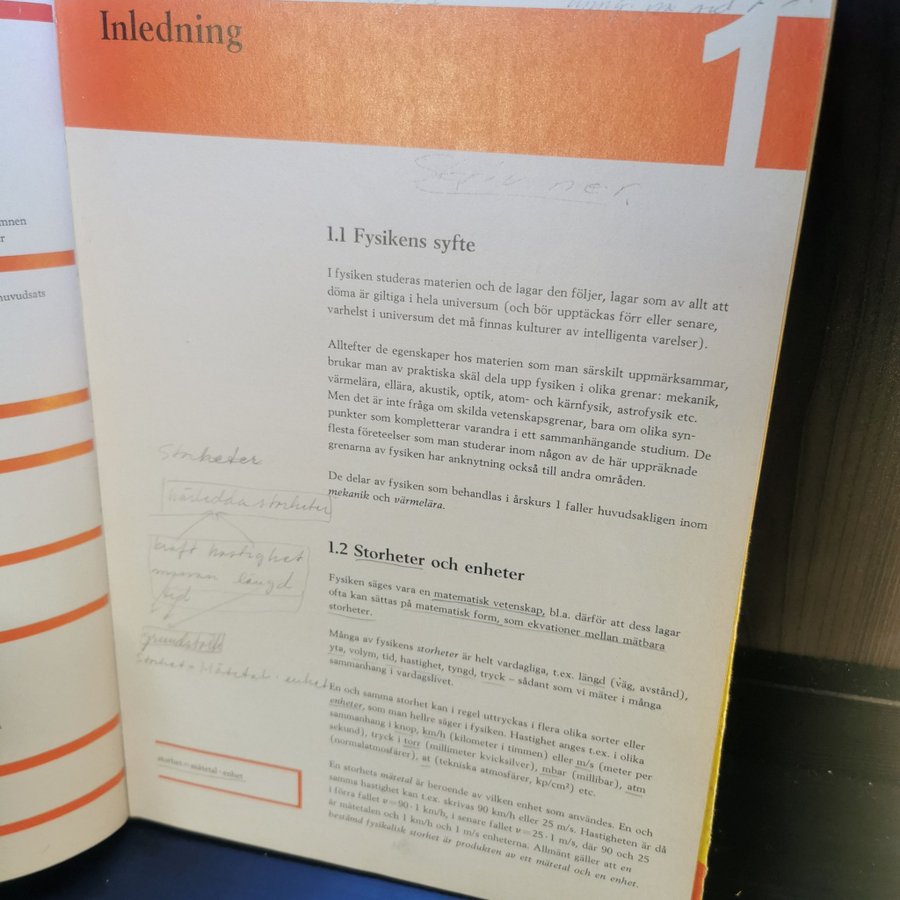 Inledning
1
mnen
r
huvudsats
1.1 Fysikens syfte
I fysiken studeras materien och de lagar den följer, lagar som av allt att
döma är giltiga i hela universum (och bör upptäckas förr eller senare,
varhelst i universum det må finnas kulturer av intelligenta varelser).
Alltefter de egenskaper hos materien som man särskilt uppmärksammar,
brukar man av praktiska skäl dela upp fysiken i olika grenar: mekanik,
värmelära, ellära, akustik, optik, atom- och kärnfysik, astrofysik etc.
Men det är inte fråga om skilda vetenskapsgrenar, bara om olika syn-
punkter som kompletterar varandra i ett sammanhängande studium. De
flesta företeelser som man studerar inom någon av de här uppräknade
grenarna av fysiken har anknytning också till andra områden.
De delar av fysiken som behandlas i årskurs 1 faller huvudsakligen inom
mekanik och värmelära.
Storheter
härledda storheter
kraft hastighet
längd
tid
Storhet = Mätetal · enhet
storhet = mätetal · enhet
1.2 Storheter och enheter
Fysiken säges vara en matematisk vetenskap, bl.a. därför att dess lagar
ofta kan sättas på matematisk form, som ekvationer mellan mätbara
storheter.
Många av fysikens storheter är helt vardagliga, t.ex. längd (väg, avstånd),
yta, volym, tid, hastighet, tyngd, tryck – sådant som vi mäter i många
sammanhang i vardagslivet.
En och samma storhet kan i regel uttryckas i flera olika sorter eller
enheter, som man hellre säger i fysiken. Hastighet anges t.ex. i olika
sammanhang i knop, km/h (kilometer i timmen) eller m/s (meter per
sekund), tryck i torr (millimeter kvicksilver), mbar (millibar), atm
(normalatmosfärer), at (tekniska atmosfärer, kp/cm²) etc.
En storhets mätetal är beroende av vilken enhet som användes. En och
samma hastighet kan t.ex. skrivas 90 km/h eller 25 m/s. Hastigheten är då
i förra fallet v = 90 · 1 km/h, i senare fallet v = 25 · 1 m/s, där 90 och 25
är mätetalen och 1 km/h och 1 m/s enheterna. Allmänt gäller att en
bestämd fysikalisk storhet är produkten av ett mätetal och en enhet.